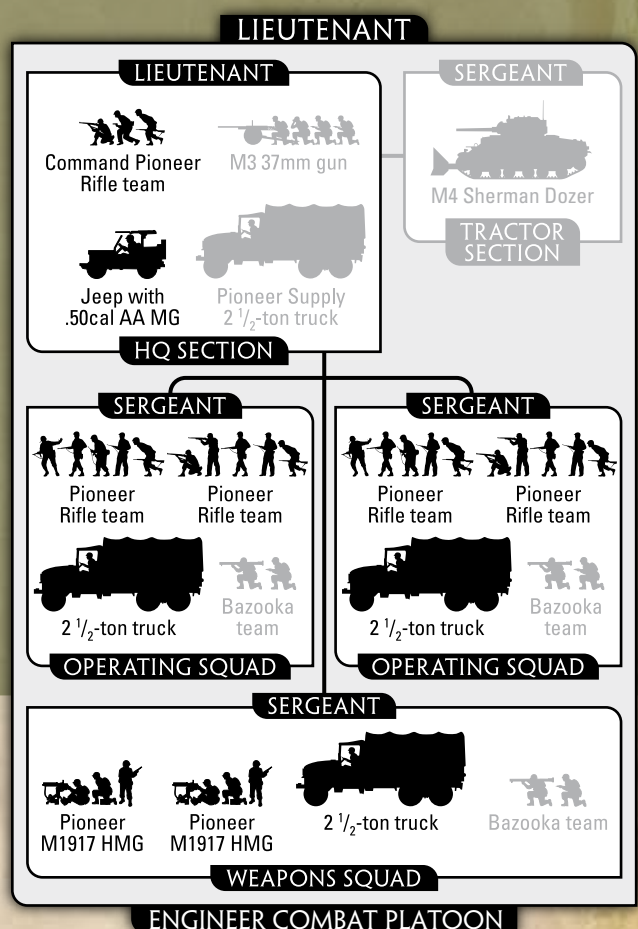 LIEUTENANT
LIEUTENANT
Command Pioneer
Rifle team
M3 37mm gun
Jeep with
.50cal AA MG
Pioneer Supply
2 1/2-ton truck
HQ SECTION
SERGEANT
M4 Sherman Dozer
TRACTOR
SECTION
SERGEANT
Pioneer
Rifle team
Pioneer
Rifle team
2 1/2-ton truck
Bazooka
team
OPERATING SQUAD
SERGEANT
Pioneer
Rifle team
Pioneer
Rifle team
2 1/2-ton truck
Bazooka
team
OPERATING SQUAD
SERGEANT
Pioneer
M1917 HMG
Pioneer
M1917 HMG
2 1/2-ton truck
Bazooka team
WEAPONS SQUAD
ENGINEER COMBAT PLATOON